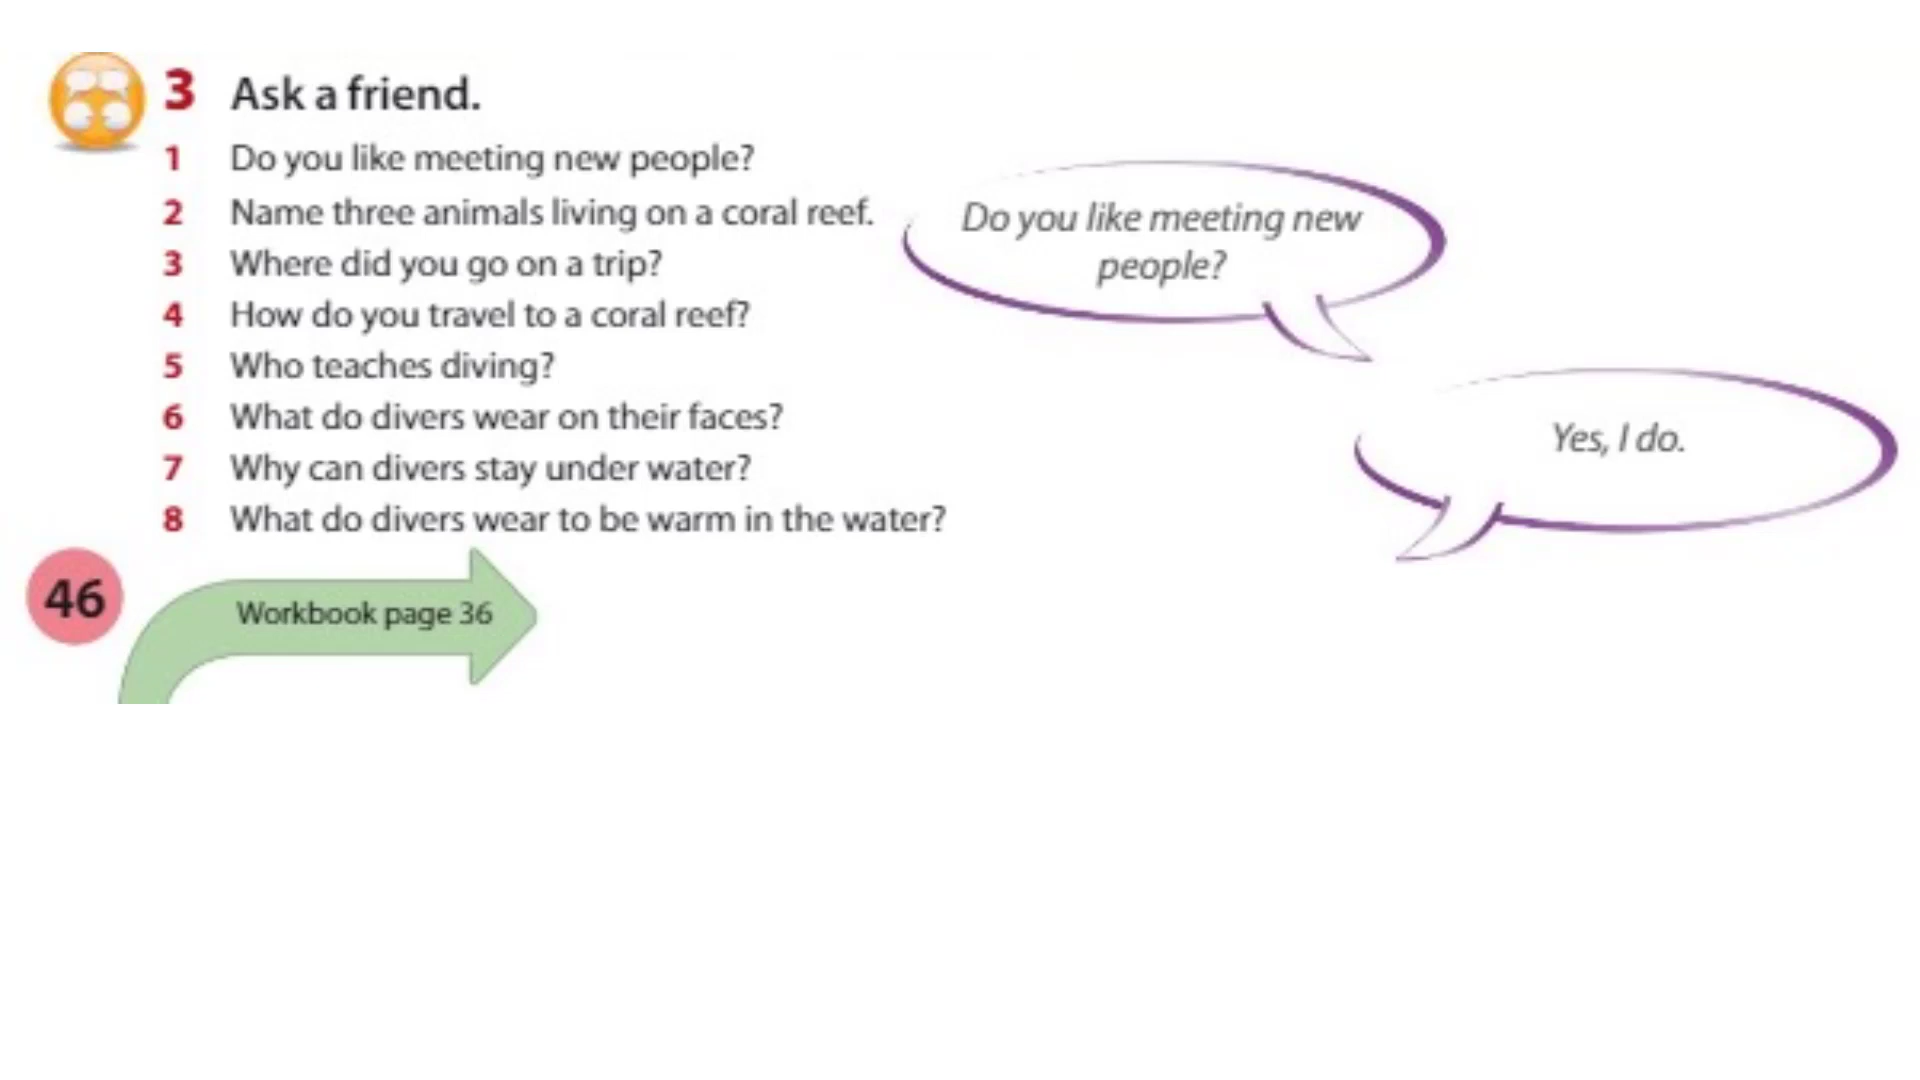 3 Ask a friend.
1 Do you like meeting new people?
2 Name three animals living on a coral reef.
3 Where did you go on a trip?
4 How do you travel to a coral reef?
5 Who teaches diving?
6 What do divers wear on their faces?
7 Why can divers stay under water?
8 What do divers wear to be warm in the water?
Do you like meeting new
people?
Yes, I do.
46
Workbook page 36